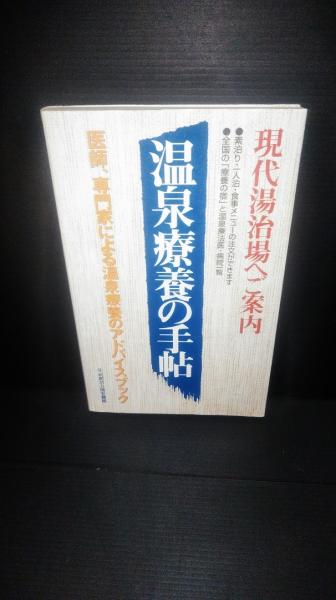 現代湯治場へご案内
●素泊り・一人泊・食事メニューの注文ができます
●全国の「療養の宿」と温泉療法医・病院一覧
温泉療養の手帖
医師、専門家による温泉療養のアドバイスブック